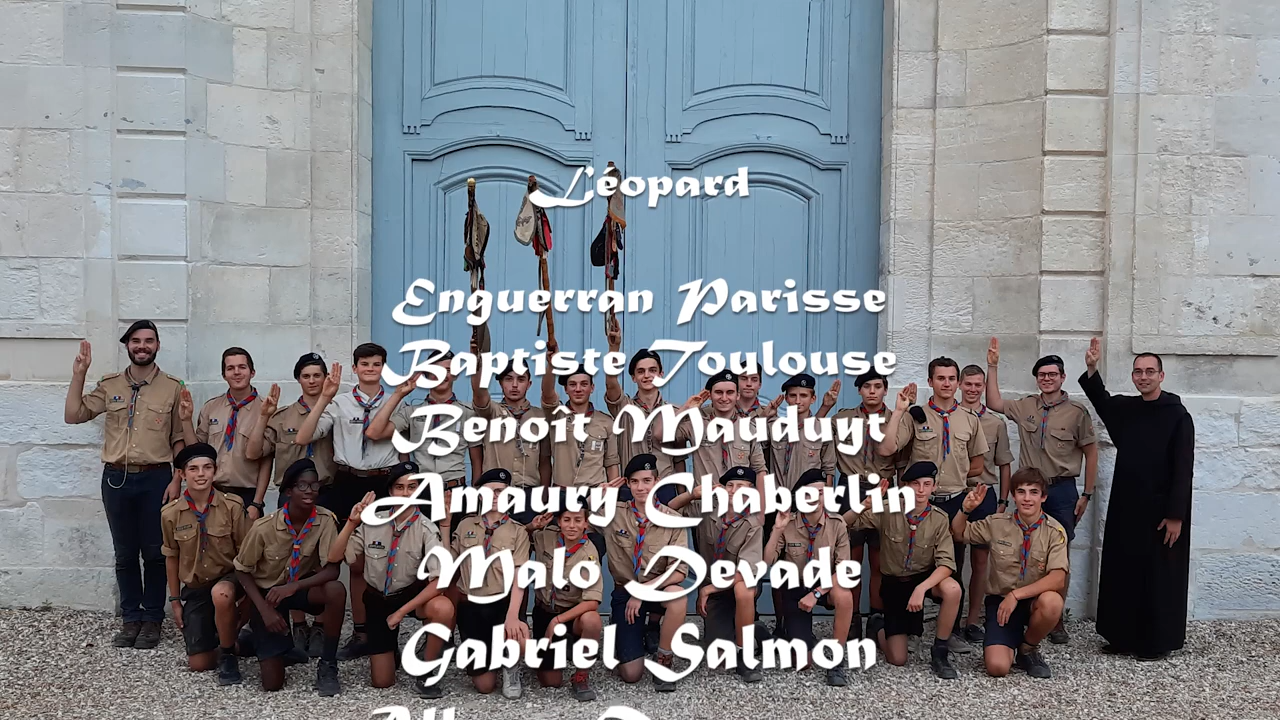 Léopard
Enguerran Parisse
Baptiste Toulouse
Benoît Mauduyt
Amaury Chaberlin
Malo Devade
Gabriel Salmon